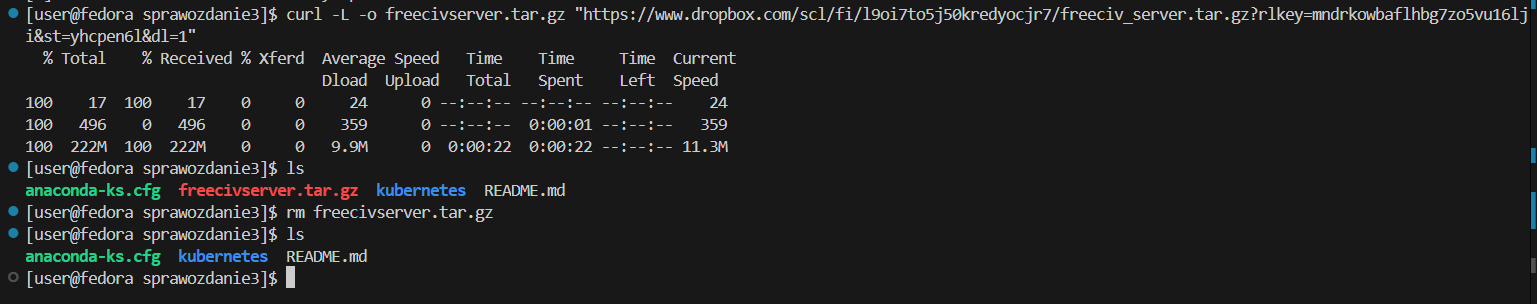 [user@fedora sprawozdanie3]$ curl -L -o freecivserver.tar.gz "https://www.dropbox.com/scl/fi/l9oi7to5j50kredyocjr7/freeciv_server.tar.gz?rlkey=mndrkowbaflhbg7zo5vu16lj
i&st=yhcpen6l&dl=1"
  % Total    % Received % Xferd  Average Speed   Time    Time     Time  Current
                                 Dload  Upload   Total   Spent    Left  Speed
100    17  100    17    0     0     24      0 --:--:-- --:--:-- --:--:--    24
100   496    0   496    0     0    359      0 --:--:--  0:00:01 --:--:--   359
100  222M  100  222M    0     0   9.9M      0  0:00:22  0:00:22 --:--:-- 11.3M
[user@fedora sprawozdanie3]$ ls
anaconda-ks.cfg  freecivserver.tar.gz  kubernetes  README.md
[user@fedora sprawozdanie3]$ rm freecivserver.tar.gz
[user@fedora sprawozdanie3]$ ls
anaconda-ks.cfg  kubernetes  README.md
[user@fedora sprawozdanie3]$